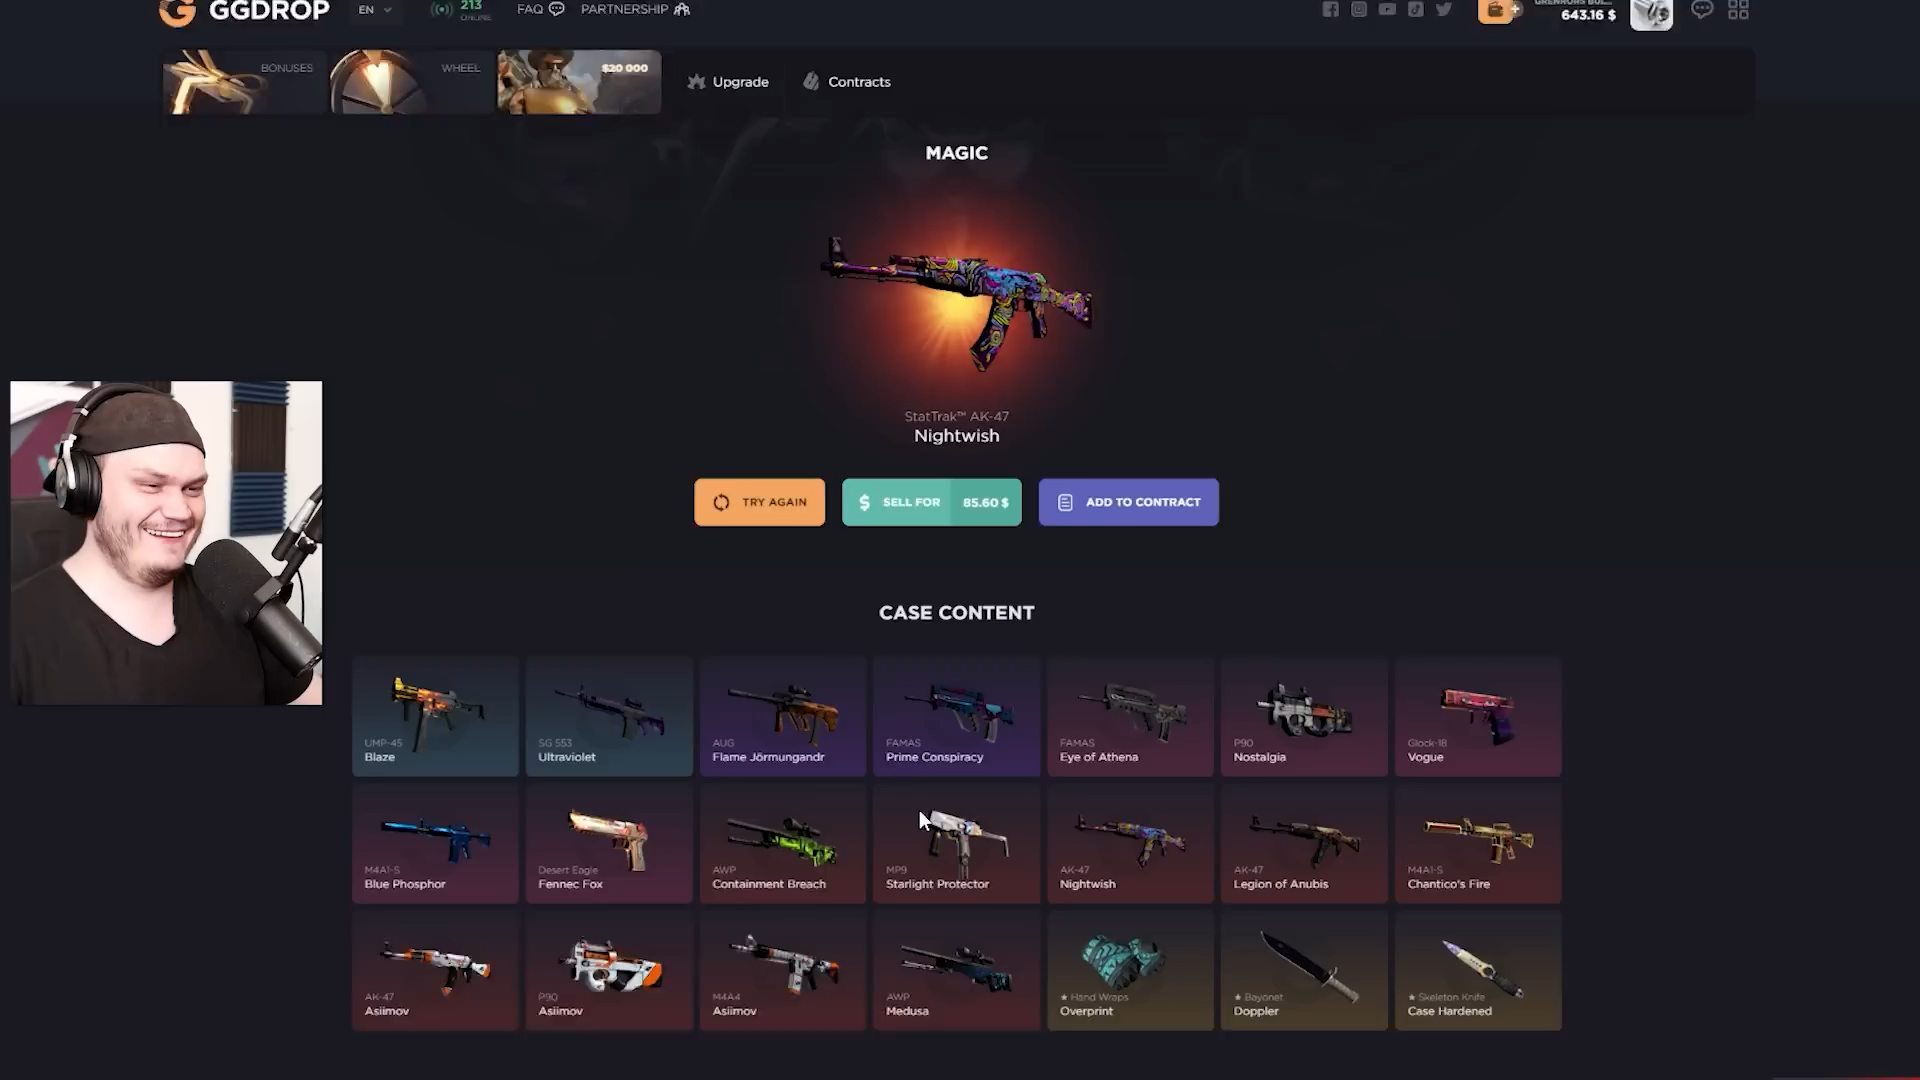 GGDROP
EN
213
ONLINE
FAQ
PARTNERSHIP
643.16 $
BONUSES
WHEEL
$20 000
Upgrade
Contracts
MAGIC
StatTrak™ AK-47
Nightwish
TRY AGAIN
$ SELL FOR 85.60 $
ADD TO CONTRACT
CASE CONTENT
UMP-45
Blaze
SG 553
Ultraviolet
AUG
Flame Jörmungandr
FAMAS
Prime Conspiracy
FAMAS
Eye of Athena
P90
Nostalgia
Glock-18
Vogue
M4A1-S
Blue Phosphor
Desert Eagle
Fennec Fox
AWP
Containment Breach
MP9
Starlight Protector
AK-47
Nightwish
AK-47
Legion of Anubis
M4A1-S
Chantico's Fire
AK-47
Asiimov
P90
Asiimov
M4A4
Asiimov
AWP
Medusa
★ Hand Wraps
Overprint
★ Bayonet
Doppler
★ Skeleton Knife
Case Hardened